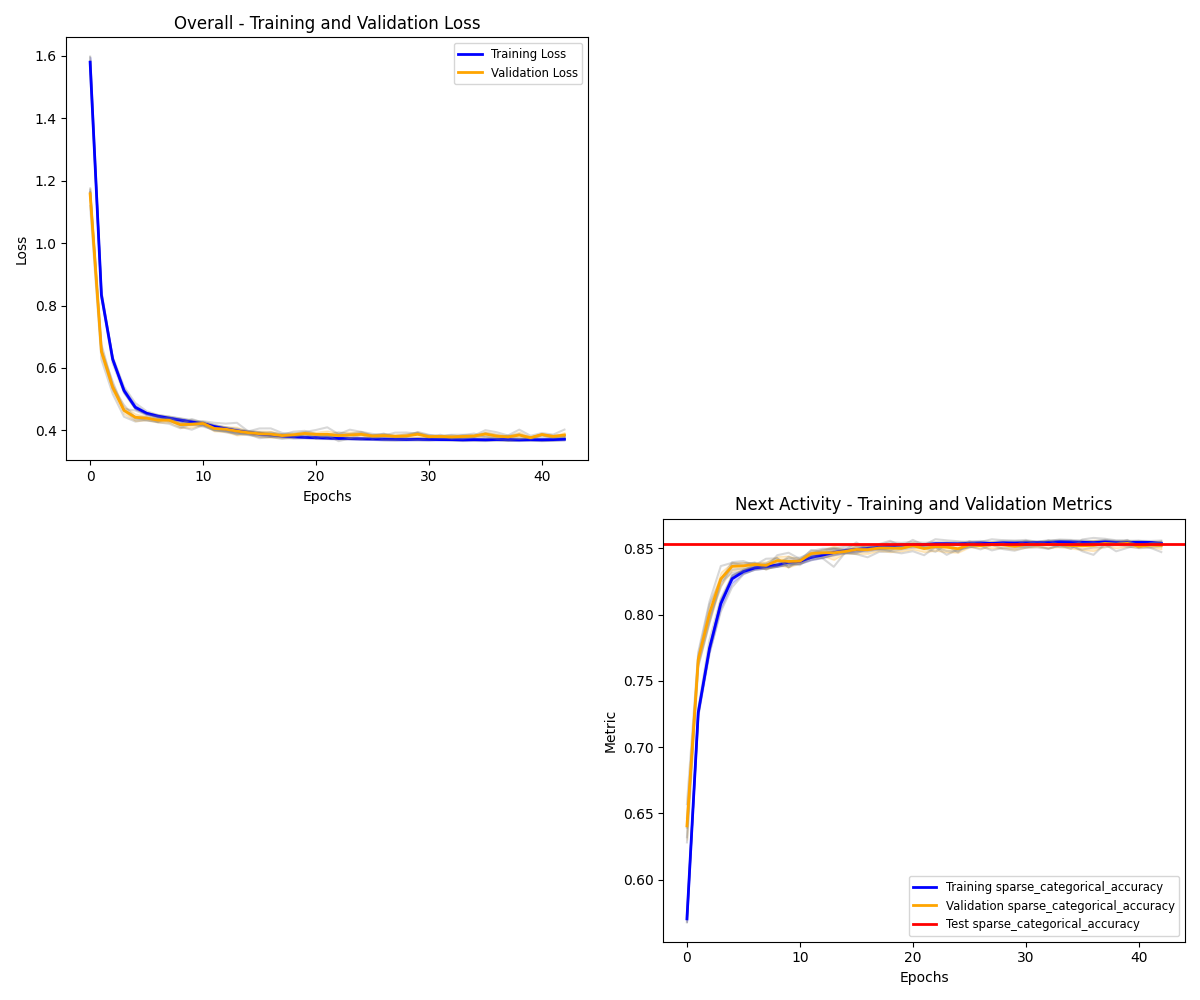 Overall - Training and Validation Loss
1.6
1.4
1.2
1.0
0.8
0.6
0.4
Loss
0 10 20 30 40
Epochs
Training Loss
Validation Loss
Next Activity - Training and Validation Metrics
0.85
0.80
0.75
0.70
0.65
0.60
Metric
0 10 20 30 40
Epochs
Training sparse_categorical_accuracy
Validation sparse_categorical_accuracy
Test sparse_categorical_accuracy